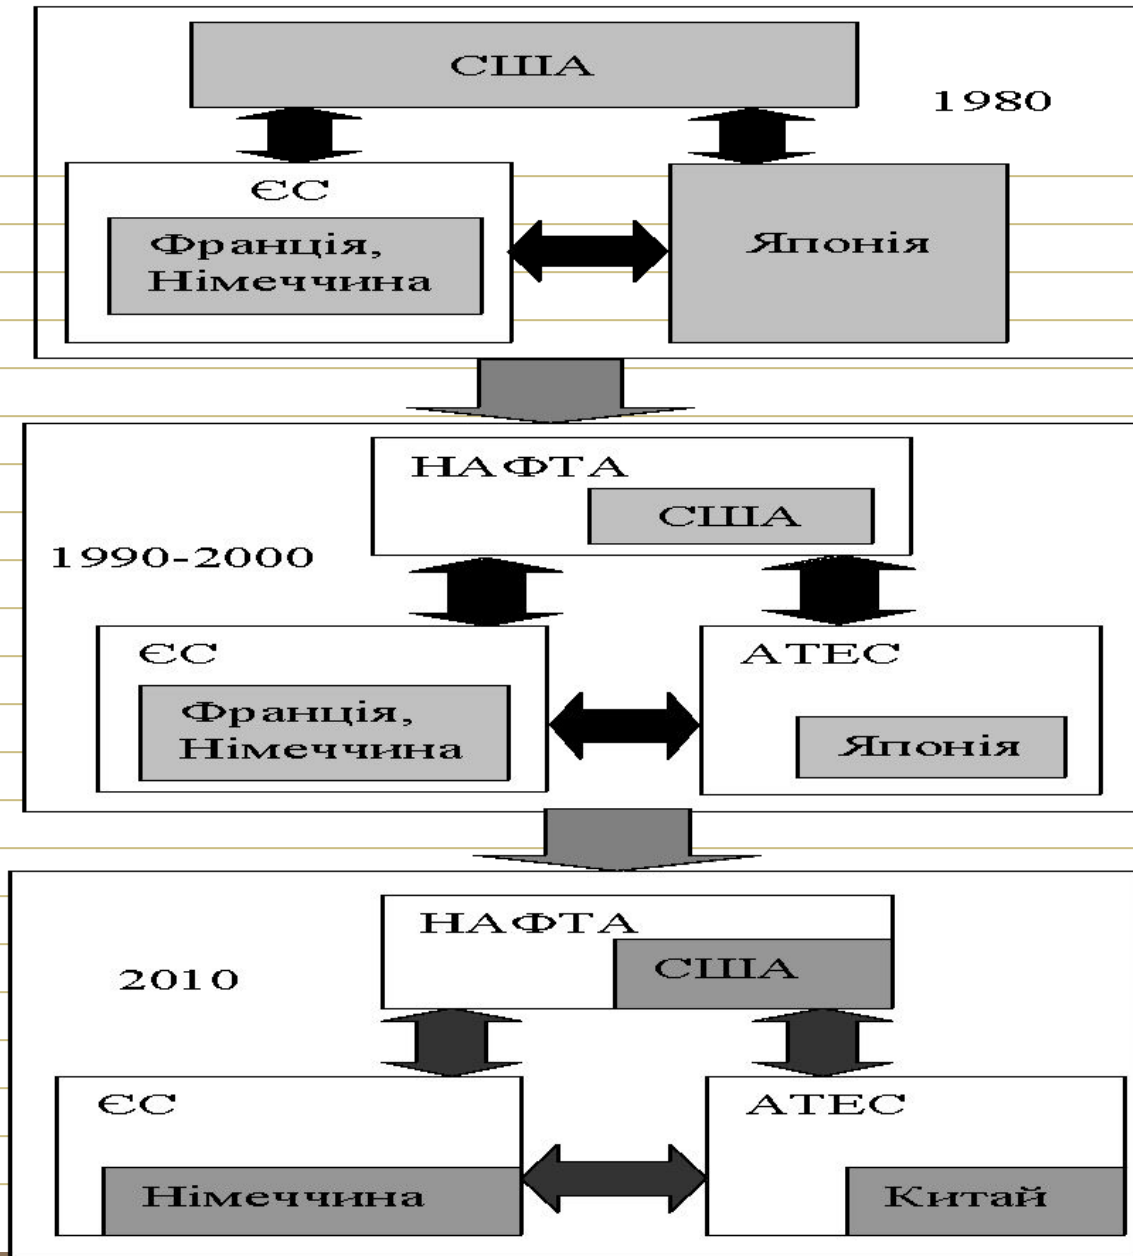 США
1980
ЄС
Франція,
Німеччина
Японія
НАФТА
США
1990-2000
ЄС
Франція,
Німеччина
АТЕС
Японія
НАФТА
США
2010
ЄС
Німеччина
АТЕС
Китай